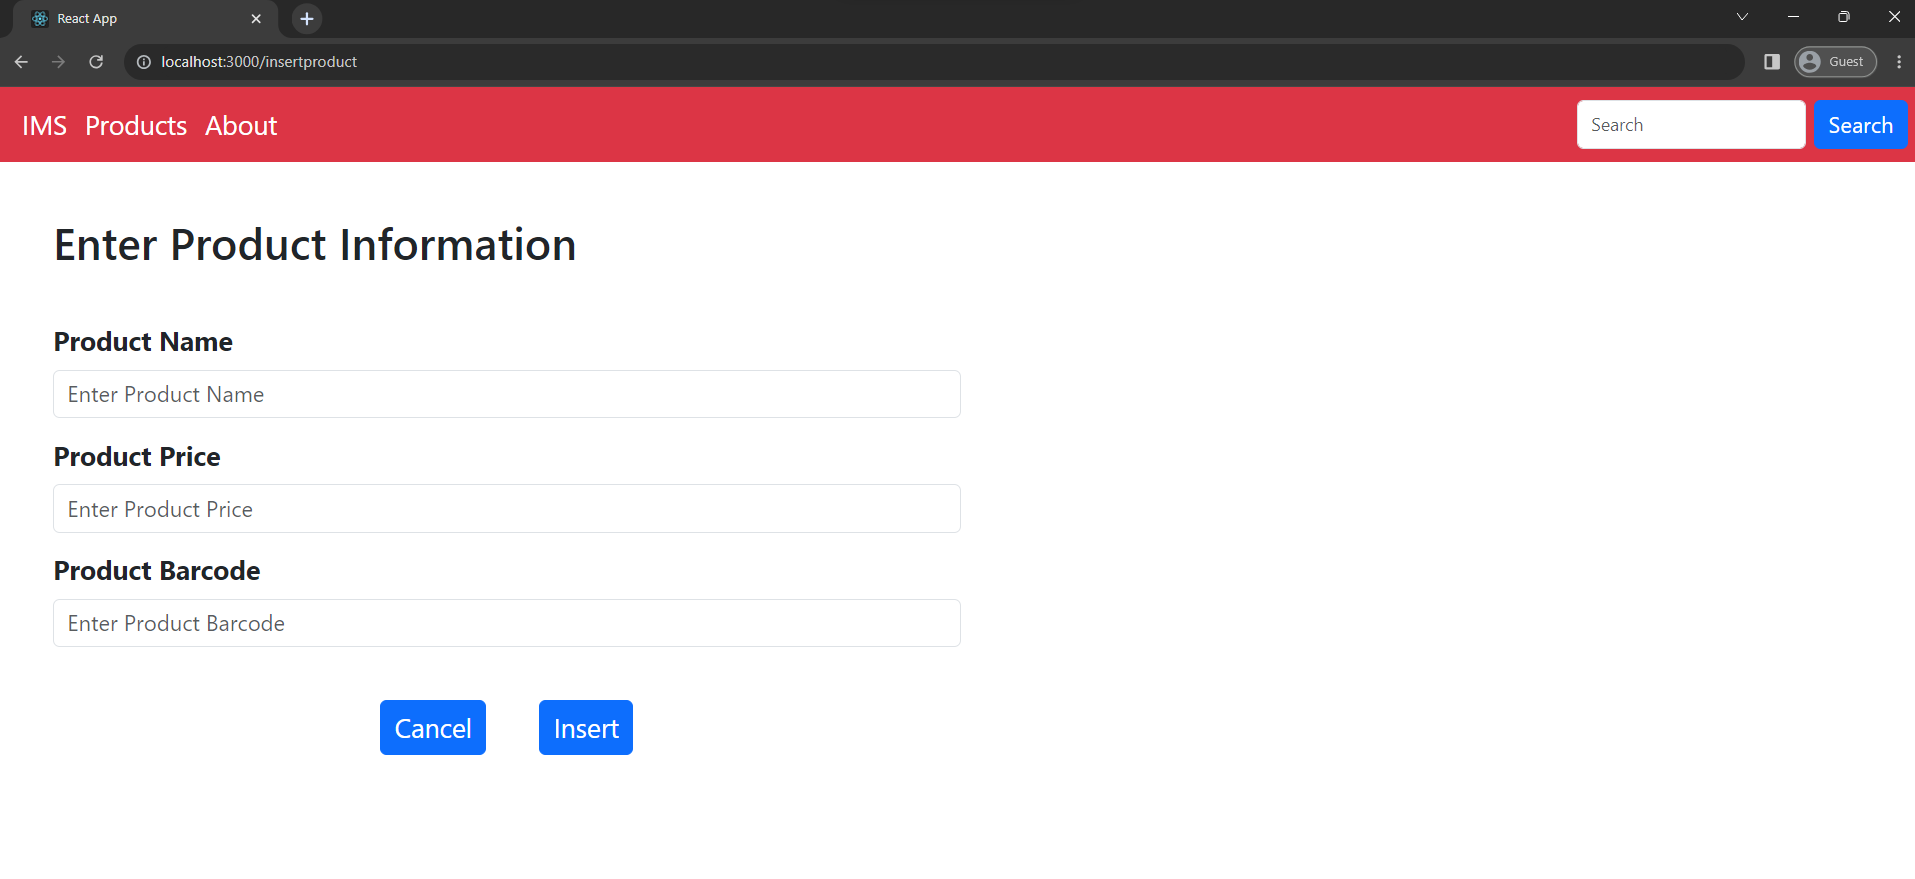 React App
localhost:3000/insertproduct
Guest
IMS Products About Search Search
Enter Product Information
Product Name
Enter Product Name
Product Price
Enter Product Price
Product Barcode
Enter Product Barcode
Cancel Insert